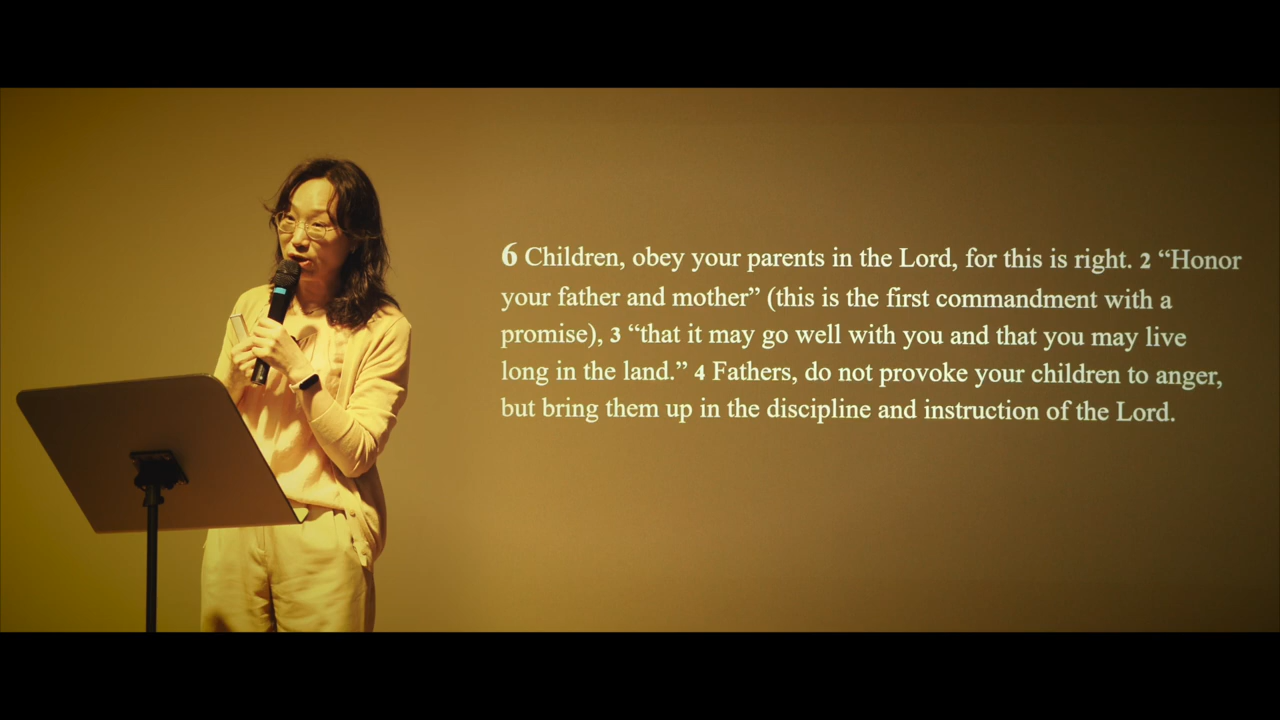 6 Children, obey your parents in the Lord, for this is right. 2 “Honor
your father and mother” (this is the first commandment with a
promise), 3 “that it may go well with you and that you may live
long in the land.” 4 Fathers, do not provoke your children to anger,
but bring them up in the discipline and instruction of the Lord.